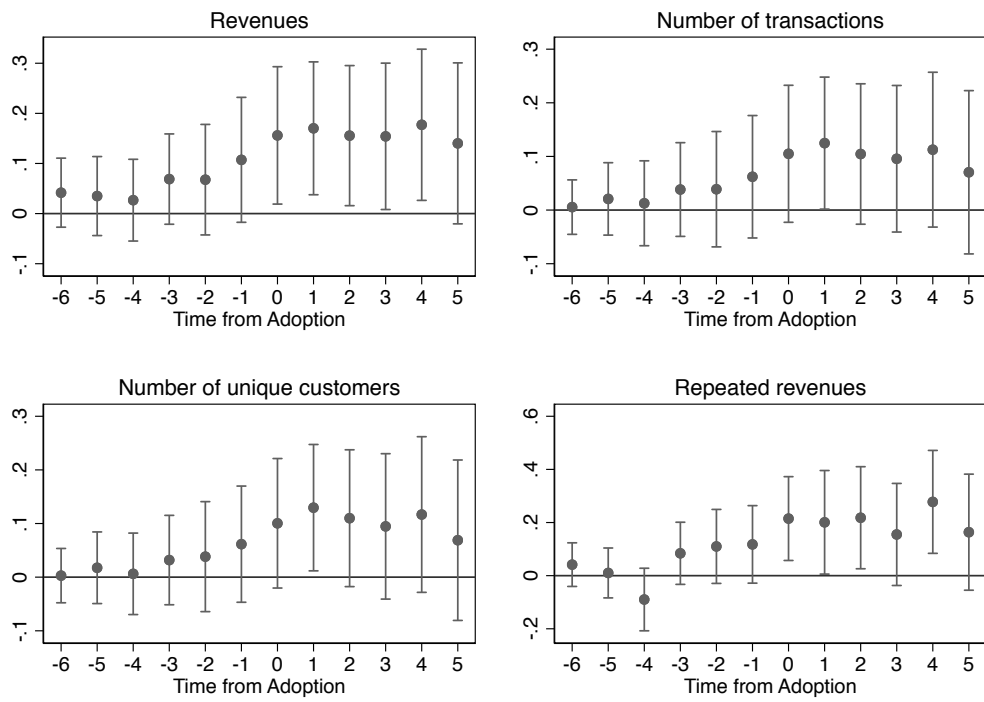 Revenues
.3
.2
.1
0
-.1
-6 -5 -4 -3 -2 -1 0 1 2 3 4 5
Time from Adoption
Number of transactions
.3
.2
.1
0
-.1
-6 -5 -4 -3 -2 -1 0 1 2 3 4 5
Time from Adoption
Number of unique customers
.3
.2
.1
0
-.1
-6 -5 -4 -3 -2 -1 0 1 2 3 4 5
Time from Adoption
Repeated revenues
.6
.4
.2
0
-.2
-6 -5 -4 -3 -2 -1 0 1 2 3 4 5
Time from Adoption